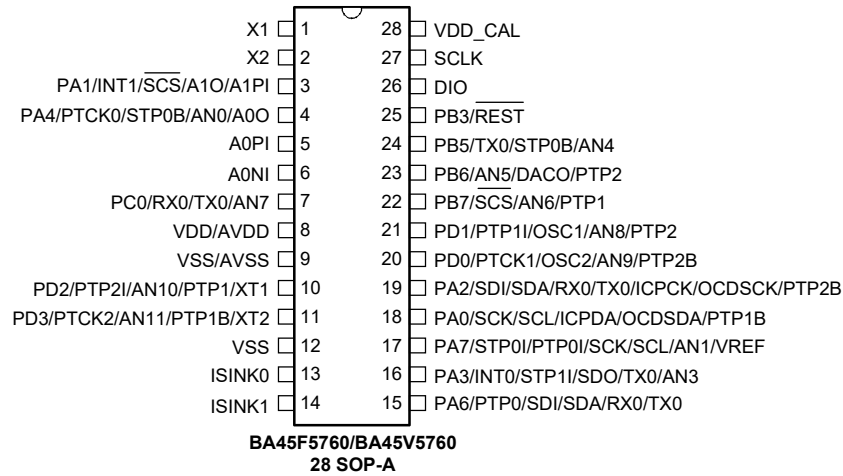 X1 1 28 VDD_CAL
X2 2 27 SCLK
PA1/INT1/SCS/A1O/A1PI 3 26 DIO
PA4/PTCK0/STP0B/AN0/A0O 4 25 PB3/REST
A0PI 5 24 PB5/TX0/STP0B/AN4
A0NI 6 23 PB6/AN5/DACO/PTP2
PC0/RX0/TX0/AN7 7 22 PB7/SCS/AN6/PTP1
VDD/AVDD 8 21 PD1/PTP1I/OSC1/AN8/PTP2
VSS/AVSS 9 20 PD0/PTCK1/OSC2/AN9/PTP2B
PD2/PTP2I/AN10/PTP1/XT1 10 19 PA2/SDI/SDA/RX0/TX0/ICPCK/OCDSCK/PTP2B
PD3/PTCK2/AN11/PTP1B/XT2 11 18 PA0/SCK/SCL/ICPDA/OCDSDA/PTP1B
VSS 12 17 PA7/STP0I/PTP0I/SCK/SCL/AN1/VREF
ISINK0 13 16 PA3/INT0/STP1I/SDO/TX0/AN3
ISINK1 14 15 PA6/PTP0/SDI/SDA/RX0/TX0
BA45F5760/BA45V5760
28 SOP-A